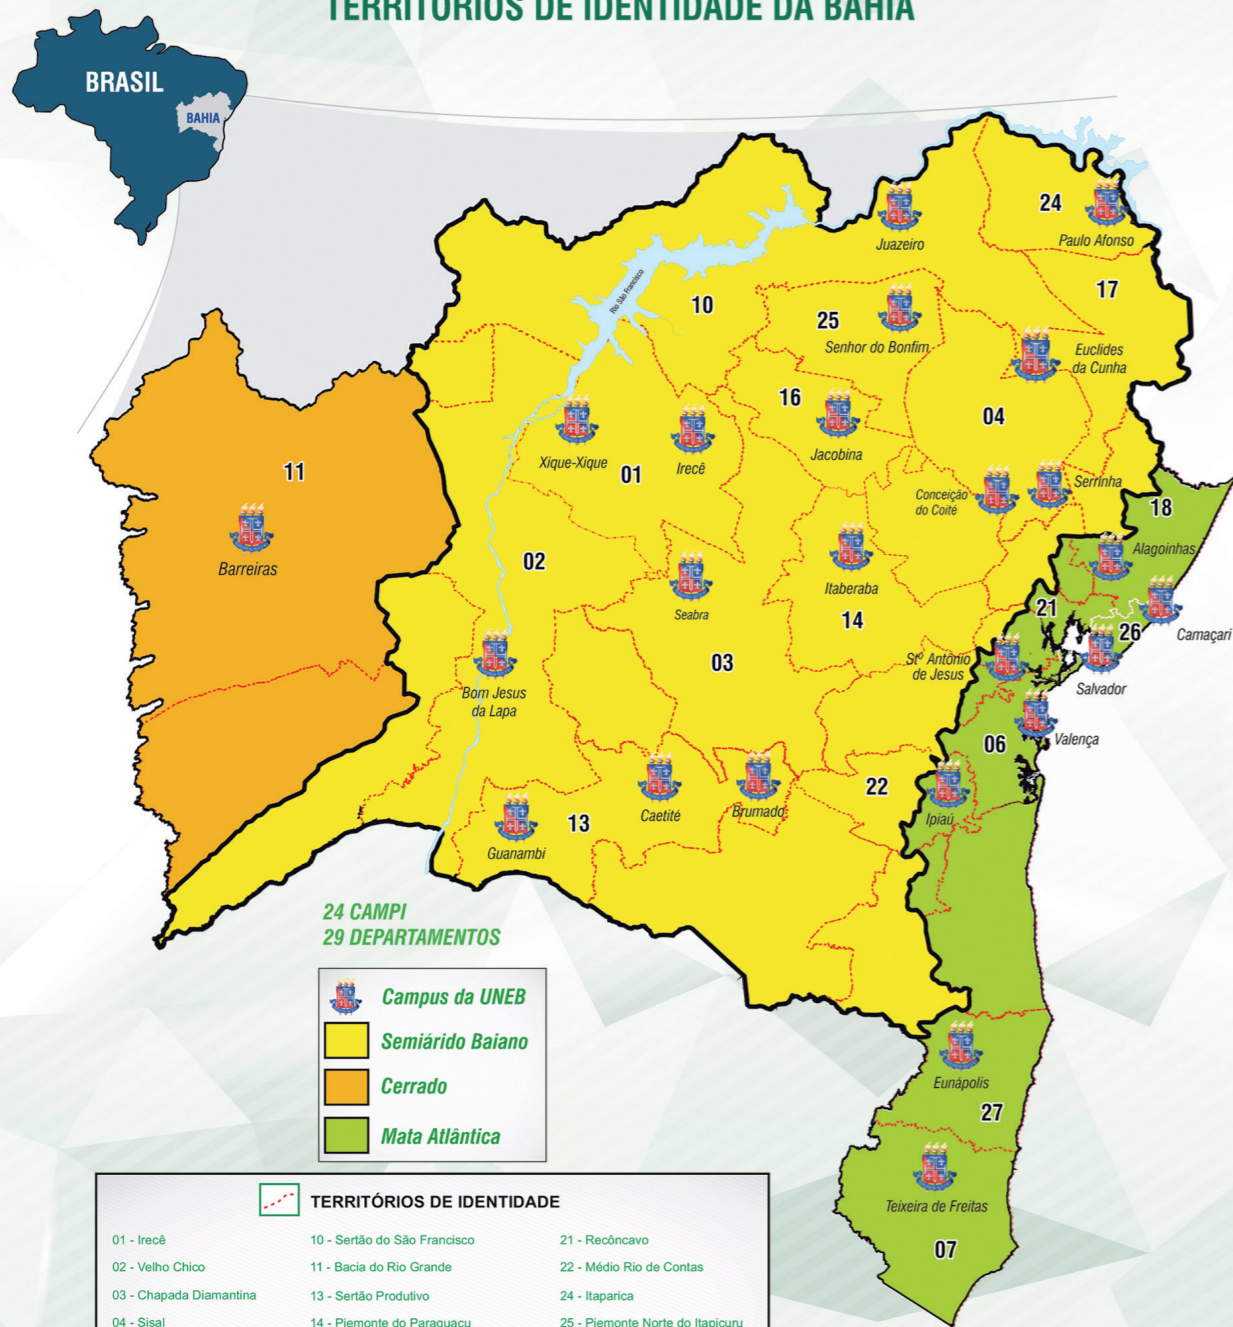 TERRITÓRIOS DE IDENTIDADE DA BAHIA
BRASIL
BAHIA
24
Juazeiro
Paulo Afonso
Rio São Francisco
10
17
25
Senhor do Bonfim
Euclides
da Cunha
16
04
Jacobina
Xique-Xique
Irecê
01
11
Conceição
do Coité
Serrinha
18
Barreiras
02
Alagoinhas
Itaberaba
Seabra
14
21
26
Camaçari
03
Stº Antônio
de Jesus
Salvador
Bom Jesus
da Lapa
Valença
06
22
Caetité
Brumado
Ipiaú
13
Guanambi
24 CAMPI
29 DEPARTAMENTOS
Campus da UNEB
Semiárido Baiano
Cerrado
Mata Atlântica
Eunápolis
27
Teixeira de Freitas
07
TERRITÓRIOS DE IDENTIDADE
01 - Irecê
02 - Velho Chico
03 - Chapada Diamantina
04 - Sisal
10 - Sertão do São Francisco
11 - Bacia do Rio Grande
13 - Sertão Produtivo
14 - Piemonte do Paraguaçu
21 - Recôncavo
22 - Médio Rio de Contas
24 - Itaparica
25 - Piemonte Norte do Itapicuru